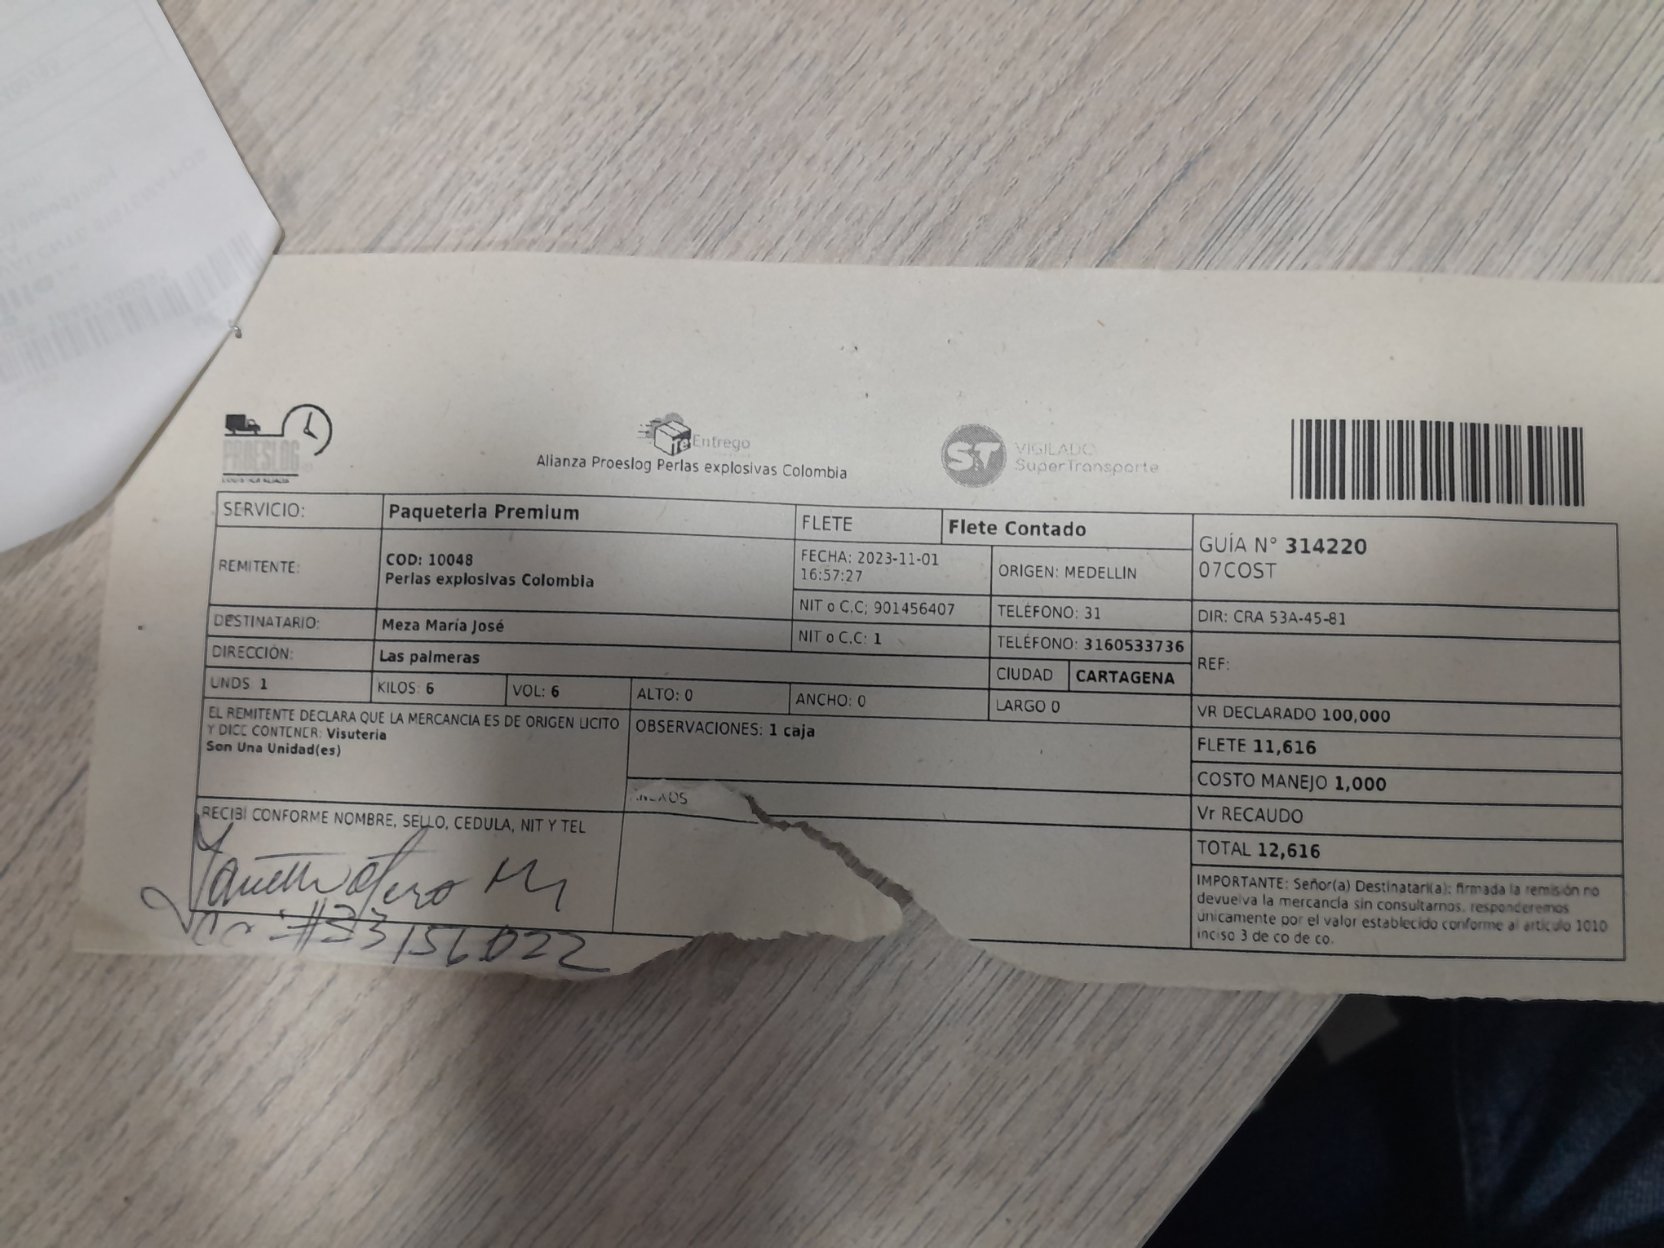 PROESLOG
teEntrego
Alianza Proeslog Perlas explosivas Colombia
ST VIGILADO
SuperTransporte
SERVICIO: Paquetería Premium FLETE Flete Contado
GUÍA N° 314220
07COST
REMITENTE: COD: 10048
Perlas explosivas Colombia
FECHA: 2023-11-01
16:57:27
ORIGEN: MEDELLIN
NIT o C.C: 901456407 TELÉFONO: 31 DIR: CRA 53A-45-81
DESTINATARIO: Meza María José NIT o C.C: 1 TELÉFONO: 3160533736
REF:
DIRECCIÓN: Las palmeras CIUDAD CARTAGENA
UNDS 1 KILOS: 6 VOL: 6 ALTO: 0 ANCHO: 0 LARGO 0
VR DECLARADO 100,000
EL REMITENTE DECLARA QUE LA MERCANCIA ES DE ORIGEN LICITO
Y DICE CONTENER: Visuteria
Son Una Unidad(es)
OBSERVACIONES: 1 caja
FLETE 11,616
COSTO MANEJO 1,000
ANEXOS
Vr RECAUDO
RECIBÍ CONFORME NOMBRE, SELLO, CEDULA, NIT Y TEL
TOTAL 12,616
IMPORTANTE: Señor(a) Destinatari(a): firmada la remisión no
devuelva la mercancía sin consultarnos, responderemos
únicamente por el valor establecido conforme al artículo 1010
inciso 3 de co de co.
#33156022